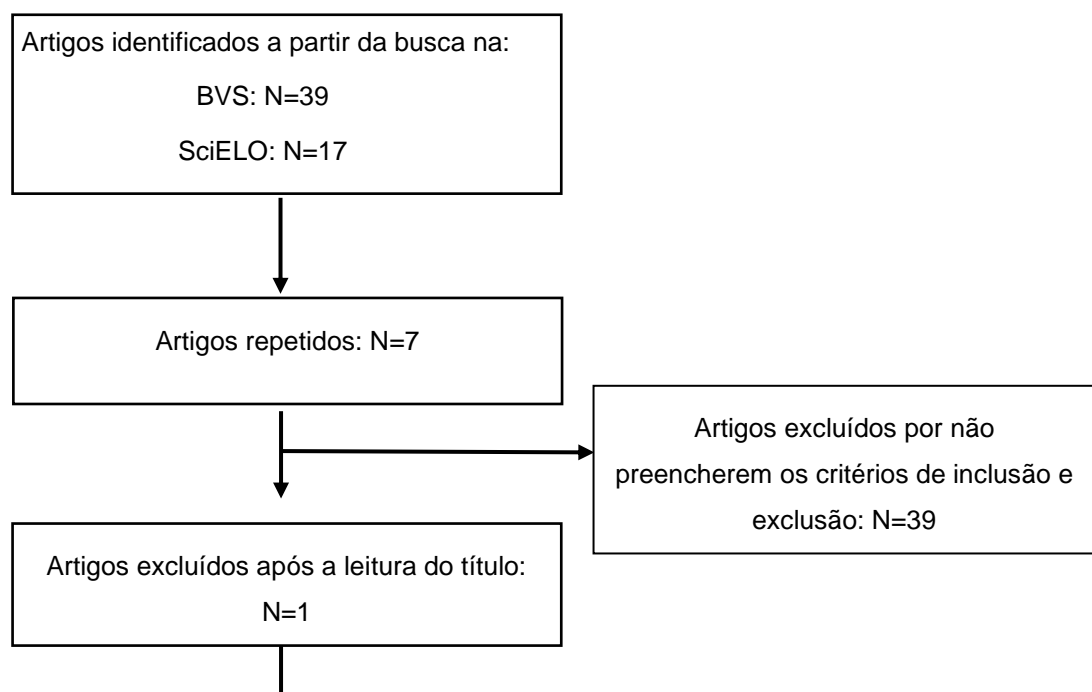 Artigos identificados a partir da busca na:
BVS: N=39
SciELO: N=17
Artigos repetidos: N=7
Artigos excluídos por não
preencherem os critérios de inclusão e
exclusão: N=39
Artigos excluídos após a leitura do título:
N=1